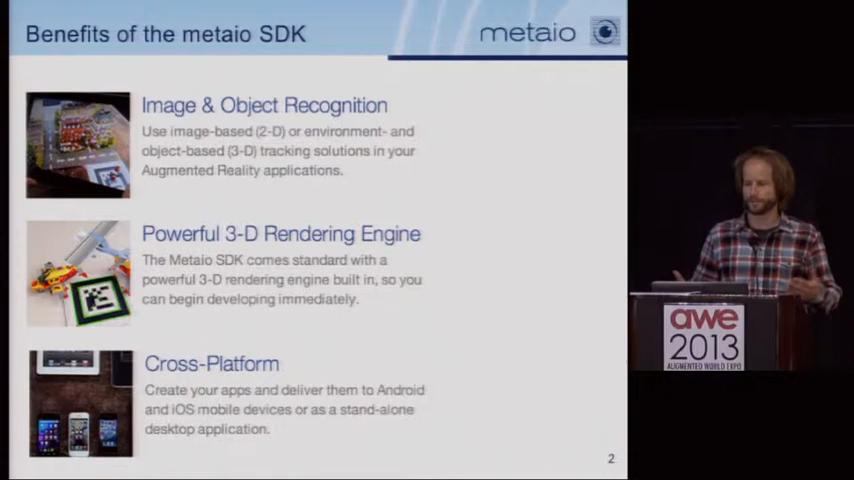 Benefits of the metaio SDK
metaio
Image & Object Recognition
Use image-based (2-D) or environment- and
object-based (3-D) tracking solutions in your
Augmented Reality applications.
Powerful 3-D Rendering Engine
The Metaio SDK comes standard with a
powerful 3-D rendering engine built in, so you
can begin developing immediately.
Cross-Platform
Create your apps and deliver them to Android
and iOS mobile devices or as a stand-alone
desktop application.
2
awe
2013
AUGMENTED WORLD EXPO